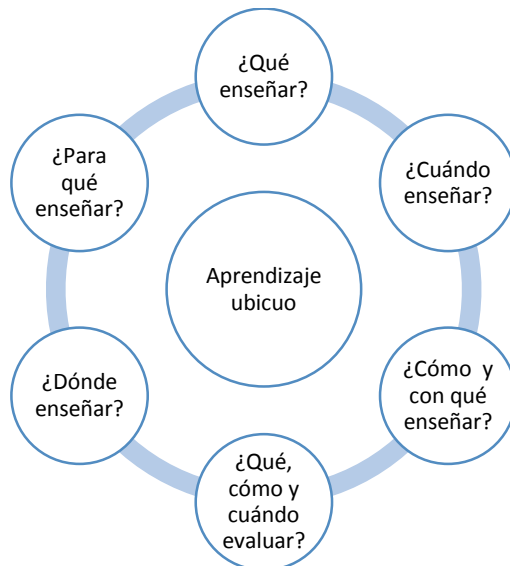 ¿Qué
enseñar?
¿Cuándo
enseñar?
¿Cómo y
con qué
enseñar?
¿Qué,
cómo y
cuándo
evaluar?
¿Dónde
enseñar?
¿Para
qué
enseñar?
Aprendizaje
ubicuo